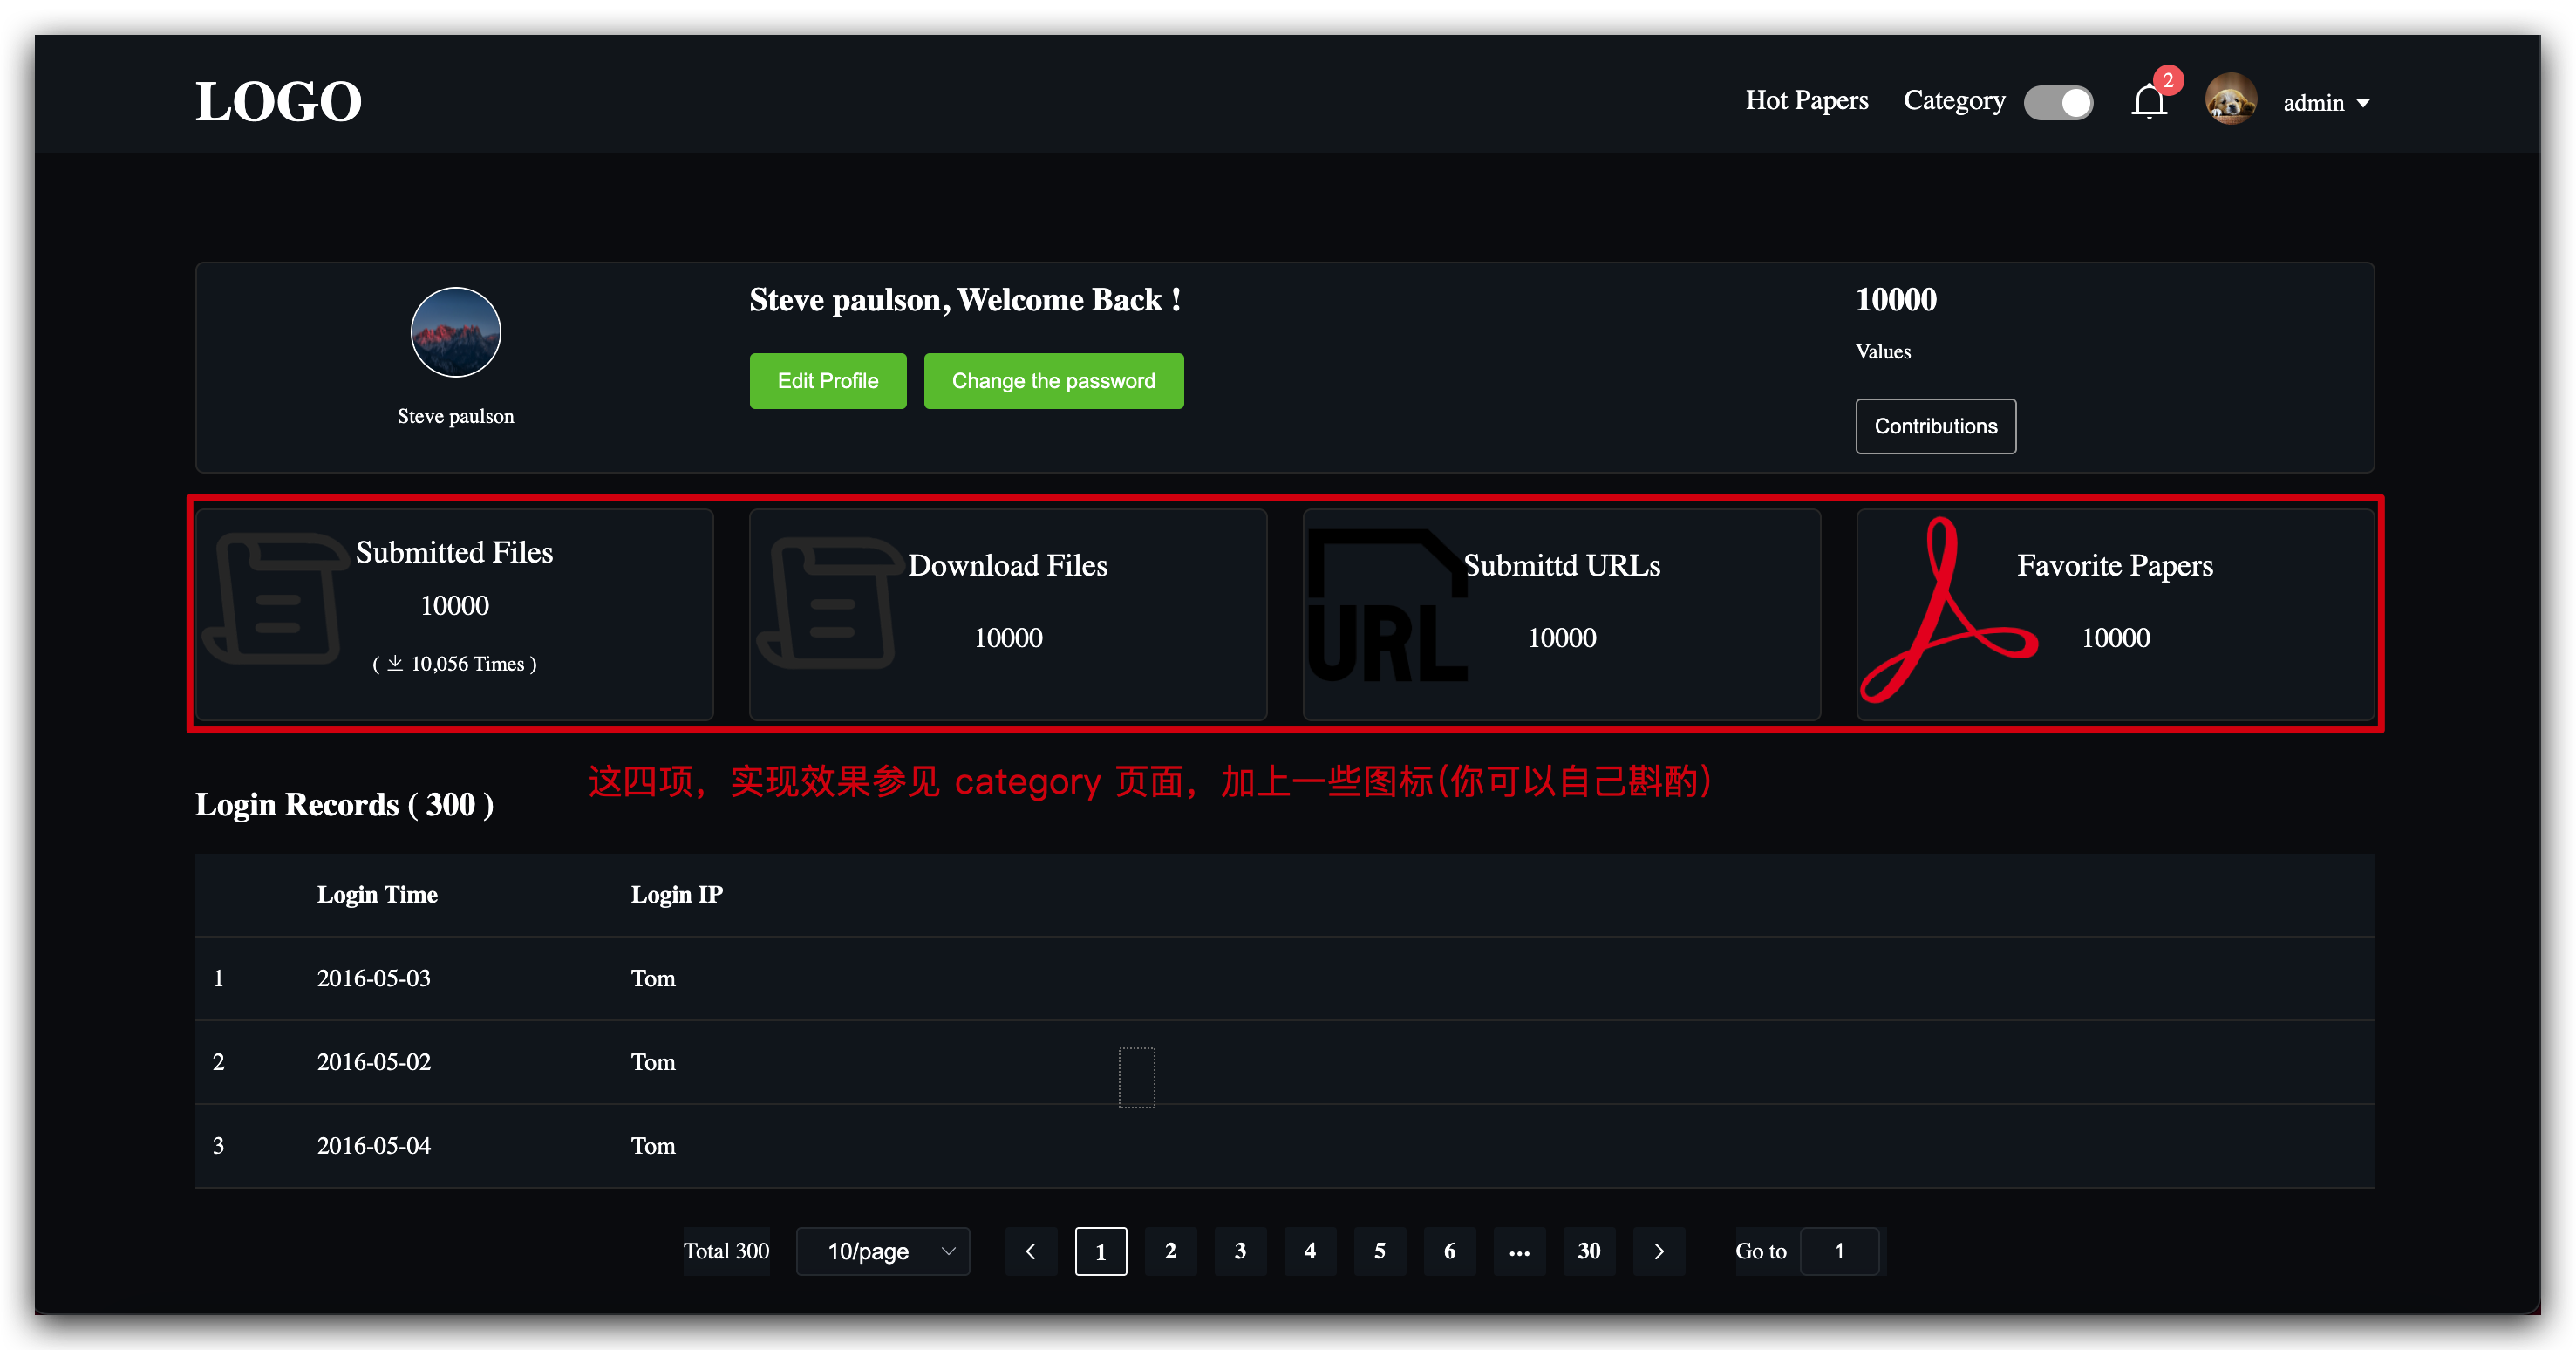 LOGO
Hot Papers
Category
2
admin
Steve paulson
Steve paulson, Welcome Back !
Edit Profile
Change the password
10000
Values
Contributions
Submitted Files
10000
( 10,056 Times )
Download Files
10000
URL
Submittd URLs
10000
Favorite Papers
10000
这四项，实现效果参见 category 页面，加上一些图标(你可以自己斟酌)
Login Records ( 300 )
Login Time Login IP
1 2016-05-03 Tom
2 2016-05-02 Tom
3 2016-05-04 Tom
Total 300 10/page 1 2 3 4 5 6 ... 30 Go to 1